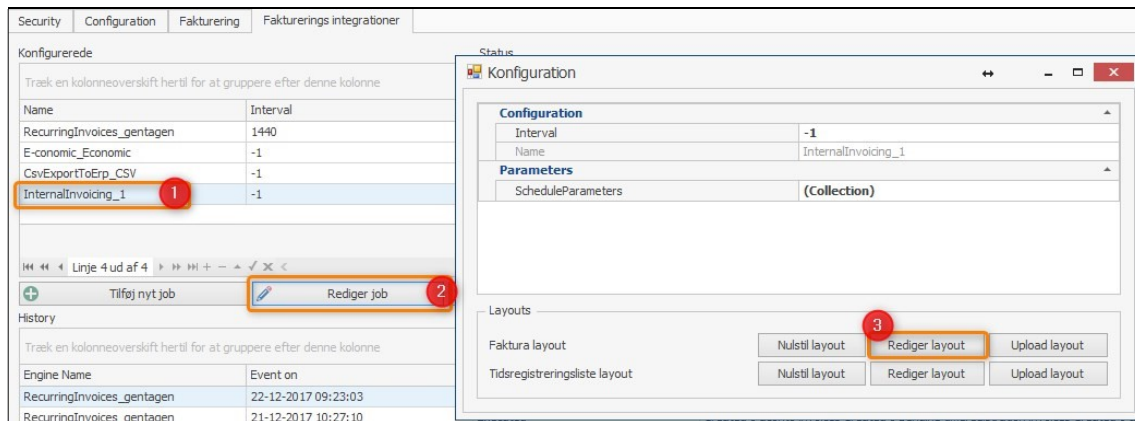 Security Configuration Fakturering Fakturerings integrationer
Konfigurerede
Træk en kolonneoverskift hertil for at gruppere efter denne kolonne
Name Interval
RecurringInvoices_gentagen 1440
E-conomic_Economic -1
CsvExportToErp_CSV -1
InternalInvoicing_1 -1
1
Linje 4 ud af 4
Tilføj nyt job Rediger job
2
History
Træk en kolonneoverskift hertil for at gruppere efter denne kolonne
Engine Name Event on
RecurringInvoices_gentagen 22-12-2017 09:23:03
RecurringInvoices_gentagen 21-12-2017 10:27:10
Status
Konfiguration
Configuration
Interval -1
Name InternalInvoicing_1
Parameters
ScheduleParameters (Collection)
Layouts
3
Faktura layout Nulstil layout Rediger layout Upload layout
Tidsregistreringsliste layout Nulstil layout Rediger layout Upload layout